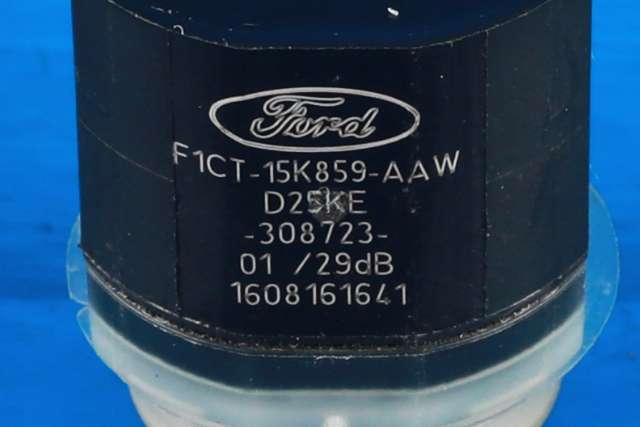 Ford
F1CT-15K859-AAW
D25KE
-308723-
01 /29dB
1608161641